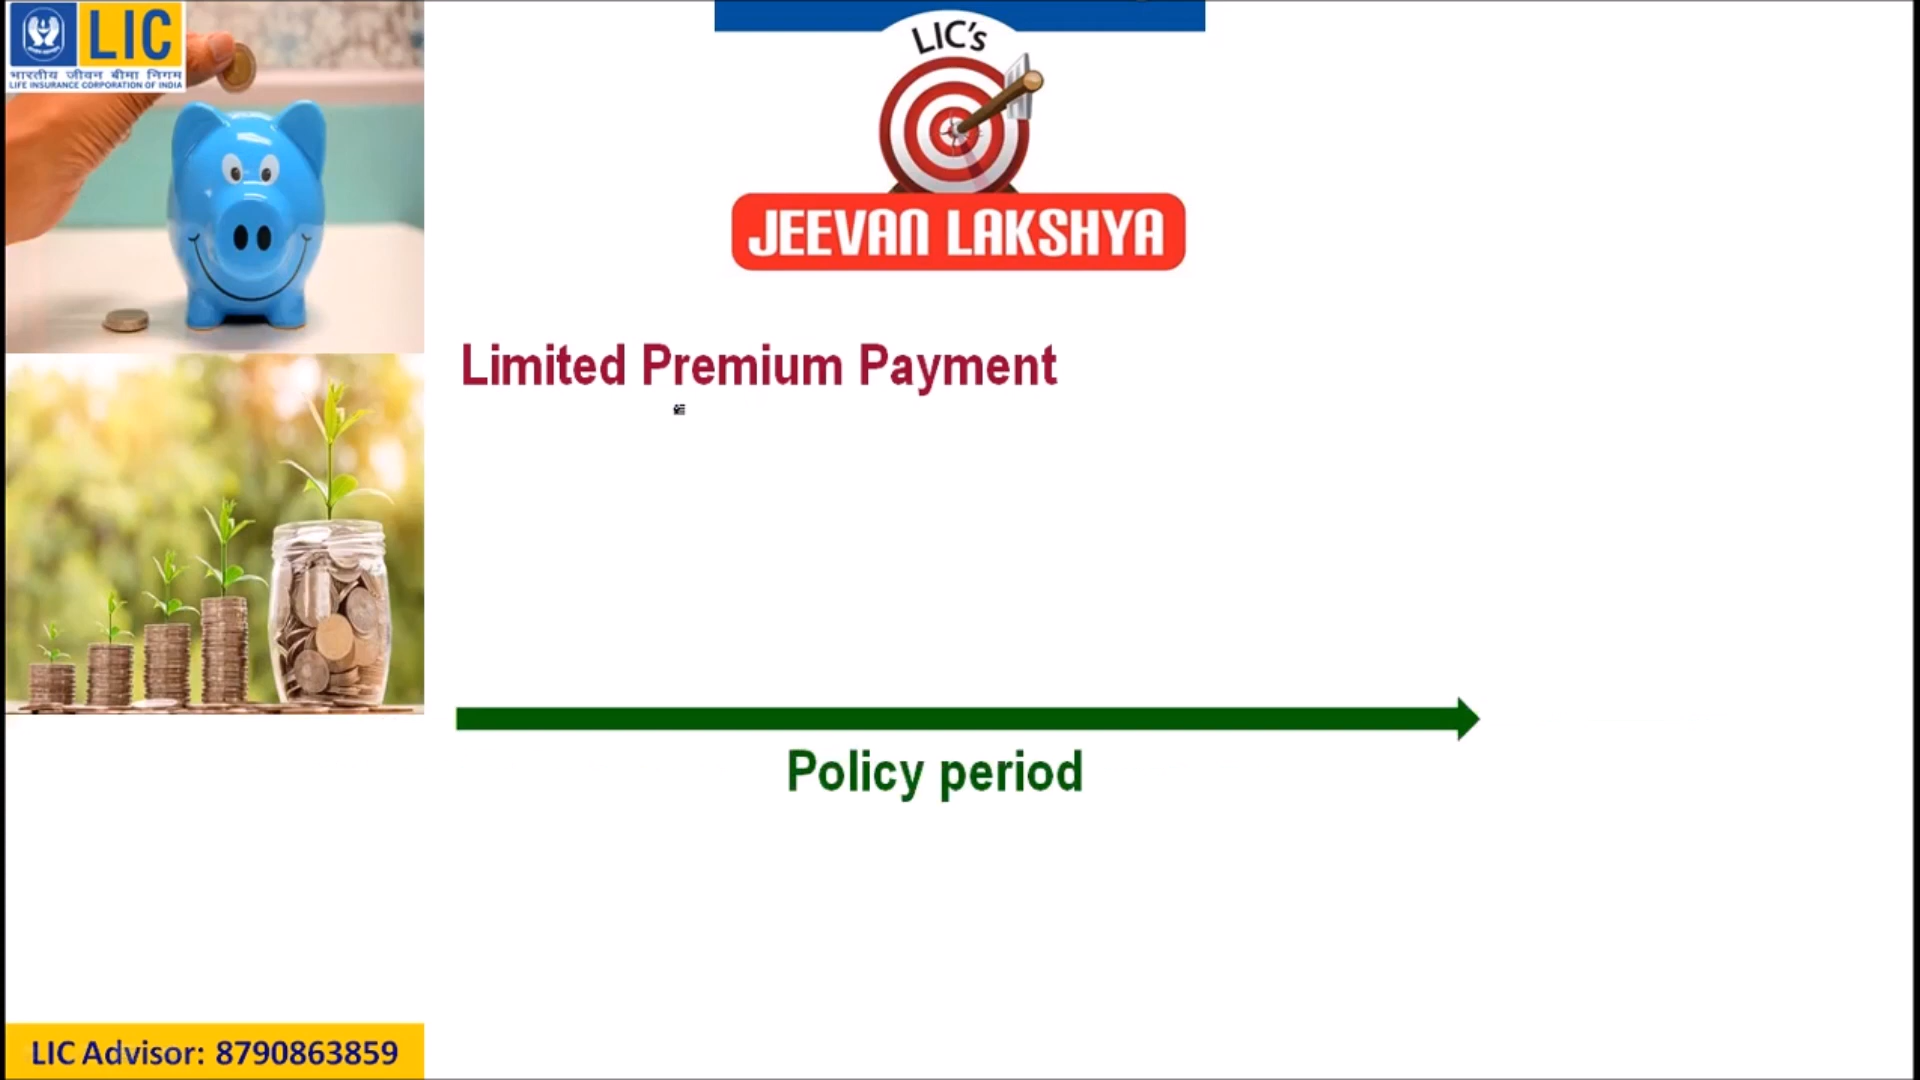 LIC
भारतीय जीवन बीमा निगम
LIFE INSURANCE CORPORATION OF INDIA
LIC's
JEEVAN LAKSHYA
Limited Premium Payment
Policy period
LIC Advisor: 8790863859